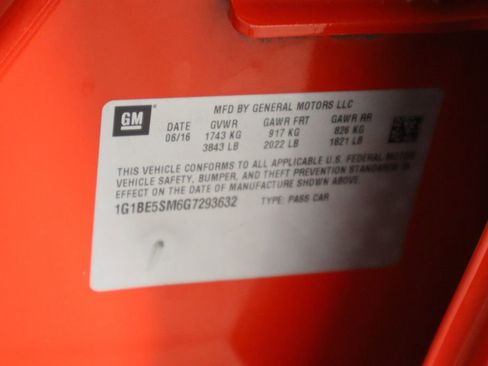 GM
MFD BY GENERAL MOTORS LLC
DATE GVWR GAWR FRT GAWR RR
06/16 1743 KG 917 KG 826 KG
3843 LB 2022 LB 1821 LB
THIS VEHICLE CONFORMS TO ALL APPLICABLE U.S. FEDERAL MOTOR
VEHICLE SAFETY, BUMPER, AND THEFT PREVENTION STANDARDS IN
EFFECT ON THE DATE OF MANUFACTURE SHOWN ABOVE.
1G1BE5SM6G7293632 TYPE: PASS CAR